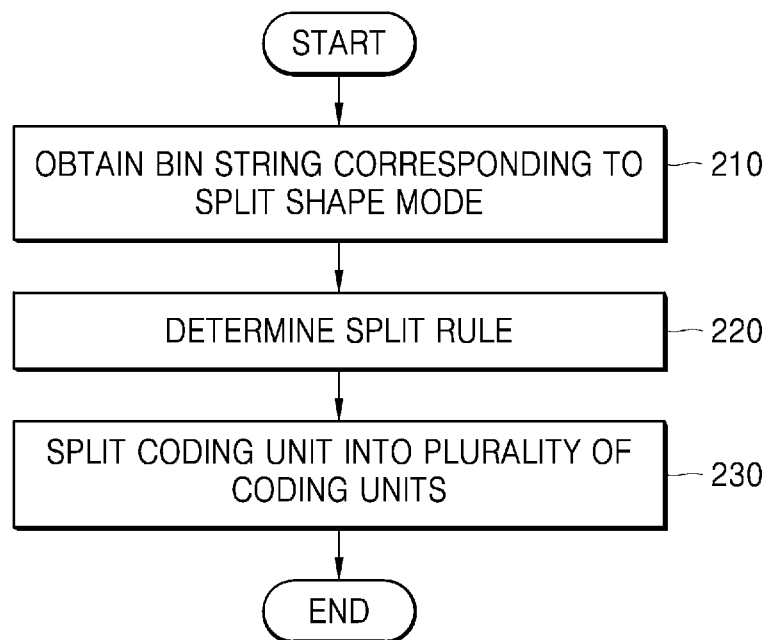 START
OBTAIN BIN STRING CORRESPONDING TO
SPLIT SHAPE MODE
210
DETERMINE SPLIT RULE
220
SPLIT CODING UNIT INTO PLURALITY OF
CODING UNITS
230
END